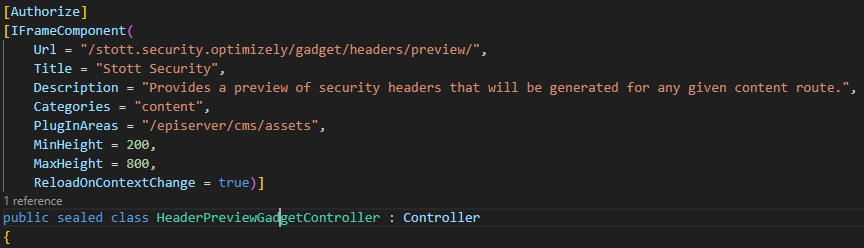 [Authorize]
[IFrameComponent(
    Url = "/stott.security.optimizely/gadget/headers/preview/",
    Title = "Stott Security",
    Description = "Provides a preview of security headers that will be generated for any given content route.",
    Categories = "content",
    PlugInAreas = "/episerver/cms/assets",
    MinHeight = 200,
    MaxHeight = 800,
    ReloadOnContextChange = true)]
1 reference
public sealed class HeaderPreviewGadgetController : Controller
{